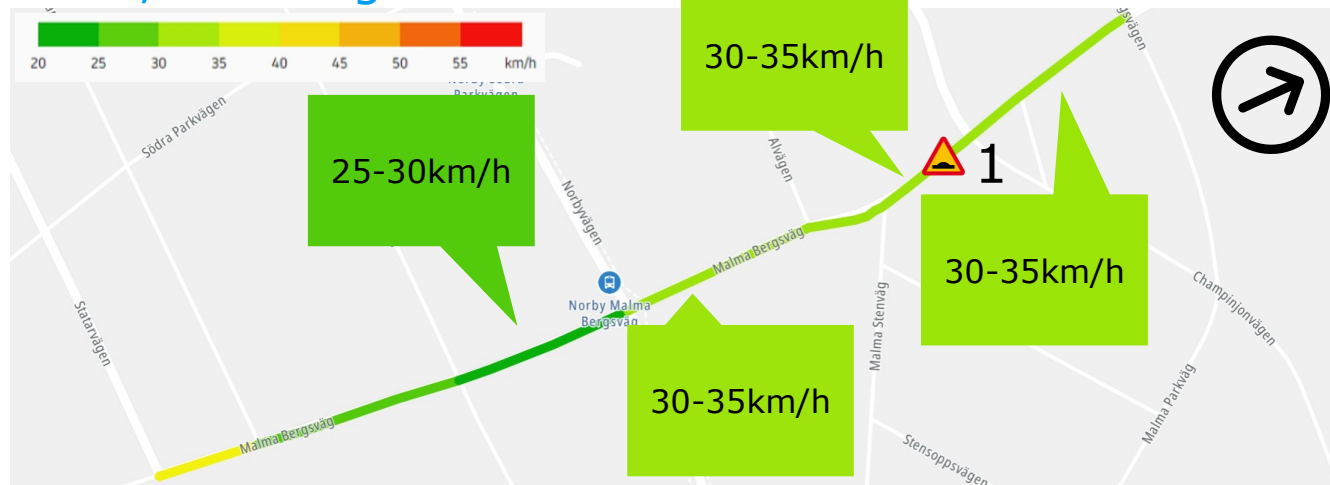 20 25 30 35 40 45 50 55 km/h
Parkvägen
Södra Parkvägen
30-35km/h
25-30km/h
Alvägen
1
Norbyvägen
Malma Bergsväg
30-35km/h
Norby Malma
Bergsväg
Statarvägen
Malma Stenväg
Champinjonvägen
30-35km/h
Malma Parkväg
Malma Bergsväg
Stensoppsvägen